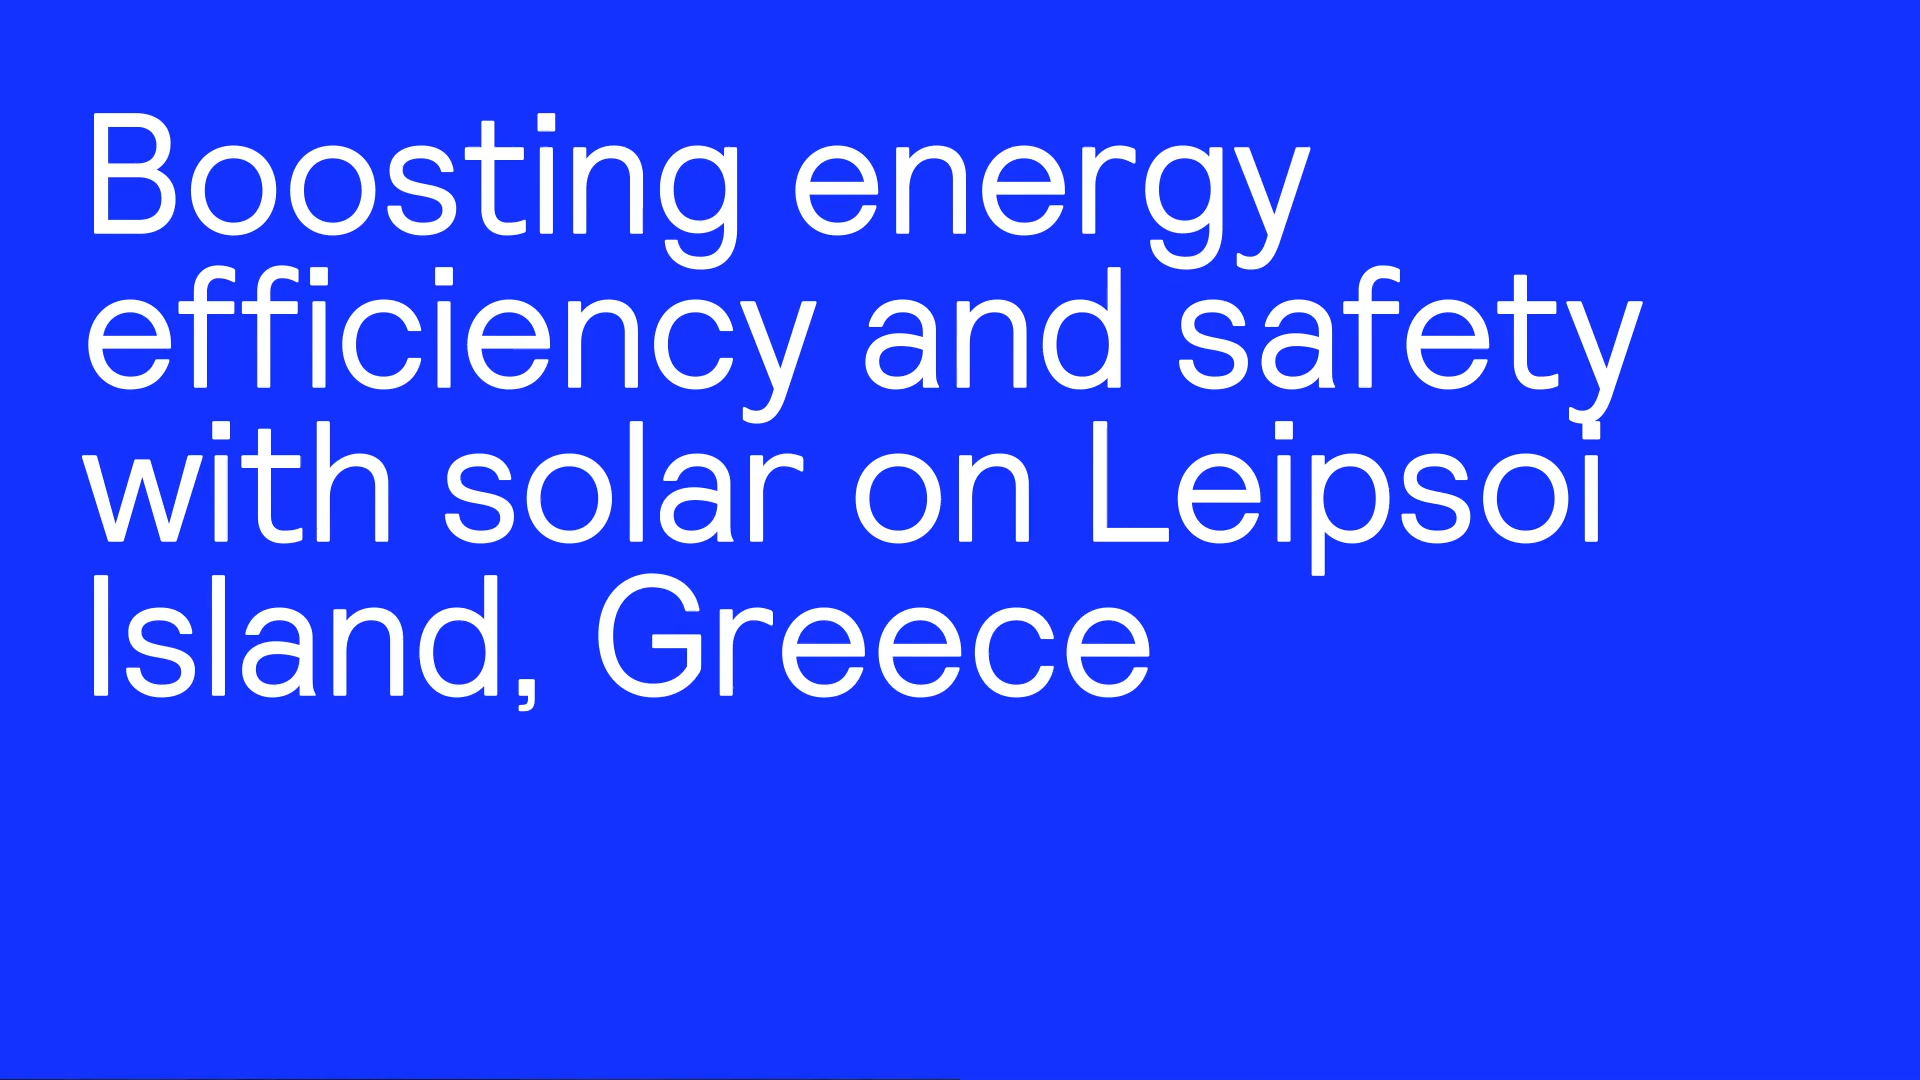 Boosting energy
efficiency and safety
with solar on Leipsoi
Island, Greece